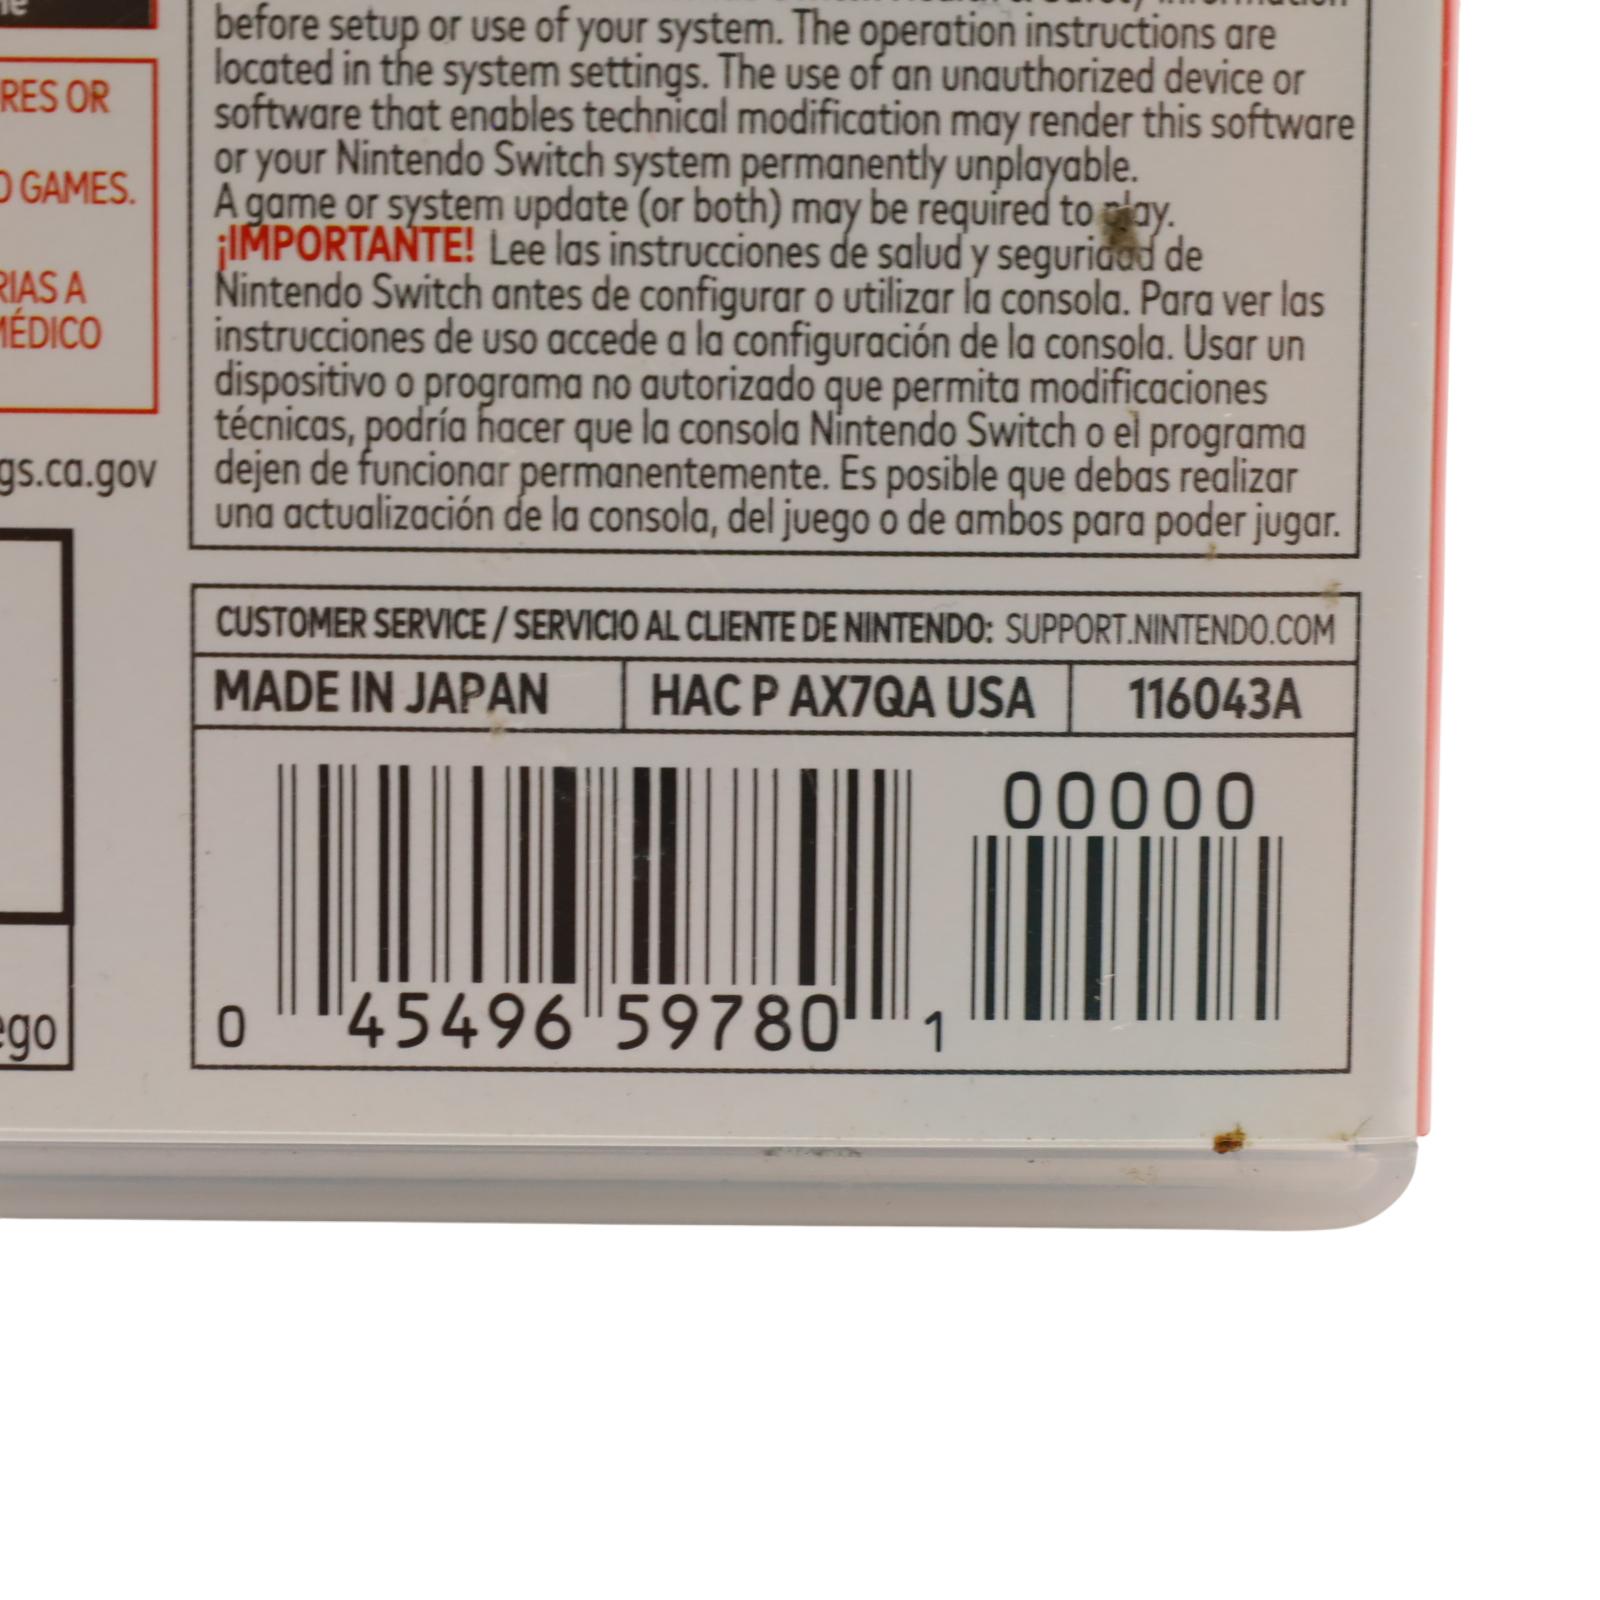 RES OR
O GAMES.
RIAS A
MÉDICO
gs.ca.gov
ego
before setup or use of your system. The operation instructions are
located in the system settings. The use of an unauthorized device or
software that enables technical modification may render this software
or your Nintendo Switch system permanently unplayable.
A game or system update (or both) may be required to play.
¡IMPORTANTE! Lee las instrucciones de salud y seguridad de
Nintendo Switch antes de configurar o utilizar la consola. Para ver las
instrucciones de uso accede a la configuración de la consola. Usar un
dispositivo o programa no autorizado que permita modificaciones
técnicas, podría hacer que la consola Nintendo Switch o el programa
dejen de funcionar permanentemente. Es posible que debas realizar
una actualización de la consola, del juego o de ambos para poder jugar.
CUSTOMER SERVICE / SERVICIO AL CLIENTE DE NINTENDO: SUPPORT.NINTENDO.COM
MADE IN JAPAN HAC P AX7QA USA 116043A
00000
0 45496 59780 1